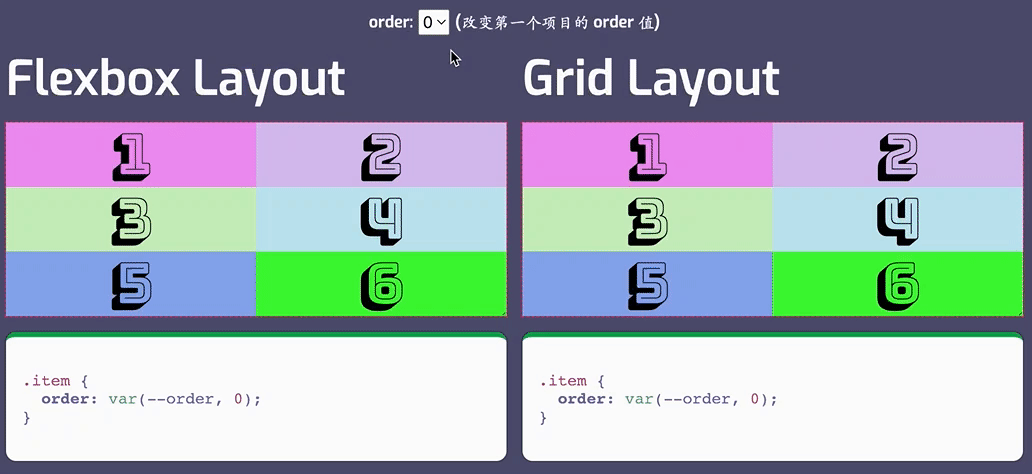 order: 0 (改变第一个项目的 order 值)
Flexbox Layout
1 2
3 4
5 6
.item {
  order: var(--order, 0);
}
Grid Layout
1 2
3 4
5 6
.item {
  order: var(--order, 0);
}